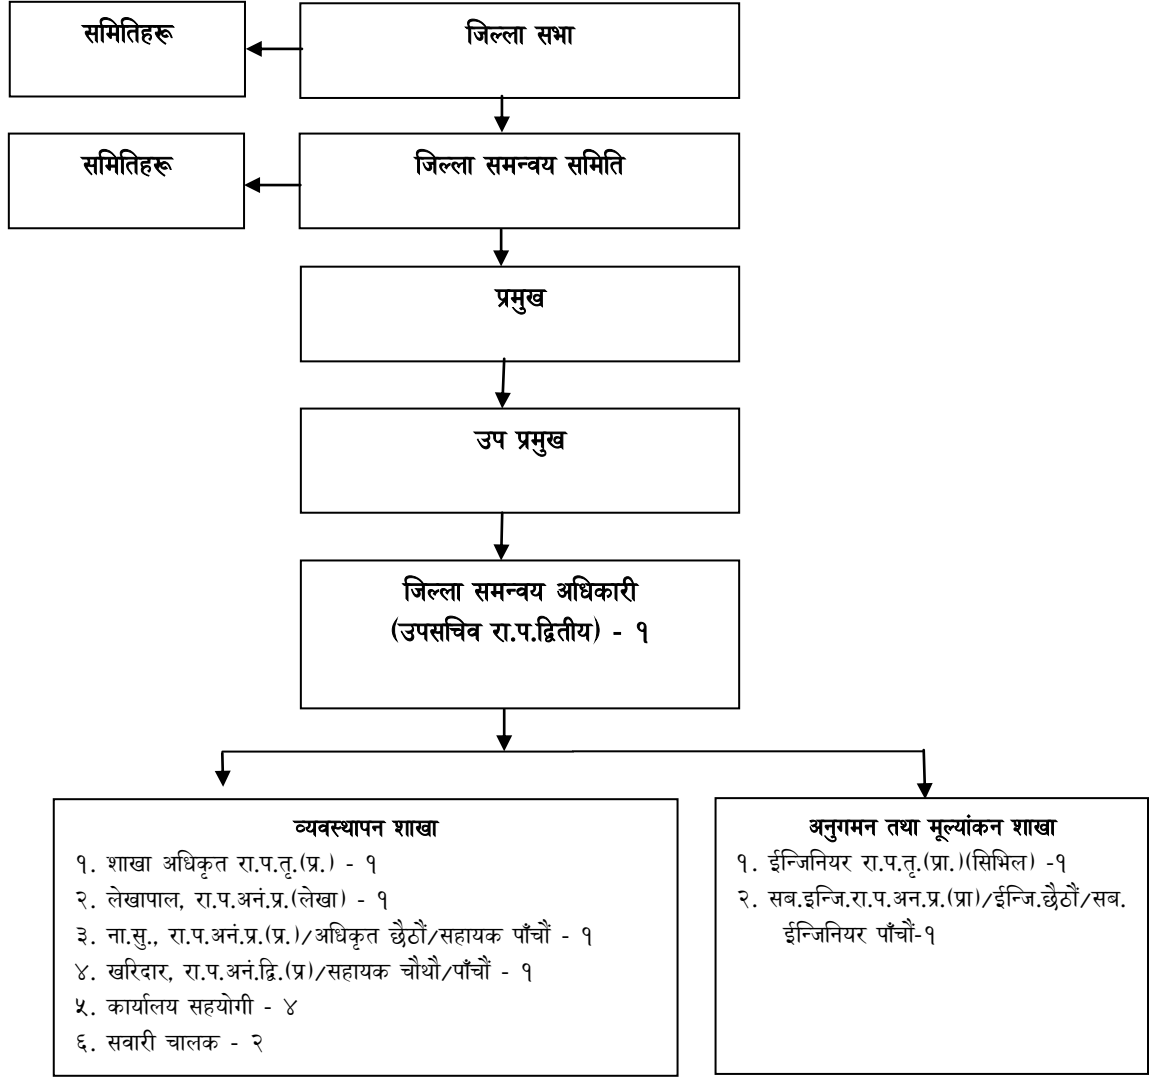 समितिहरू
जिल्ला सभा
समितिहरू
जिल्ला समन्वय समिति
प्रमुख
उप प्रमुख
जिल्ला समन्वय अधिकारी
(उपसचिव रा.प.द्वितीय) - १
व्यवस्थापन शाखा
१. शाखा अधिकृत रा.प.तृ.(प्र.) - १
२. लेखापाल, रा.प.अनं.प्र.(लेखा) - १
३. ना.सु., रा.प.अनं.प्र.(प्र.)/अधिकृत छैठौं/सहायक पाँचौं - १
४. खरिदार, रा.प.अनं.द्वि.(प्र)/सहायक चौथौ/पाँचौं - १
५. कार्यालय सहयोगी - ४
६. सवारी चालक - २
अनुगमन तथा मूल्यांकन शाखा
१. ईन्जिनियर रा.प.तृ.(प्रा.)(सिभिल) -१
२. सब.इन्जि.रा.प.अन.प्र.(प्रा)/ईन्जि.छैठौं/सब.
ईन्जिनियर पाँचौं-१